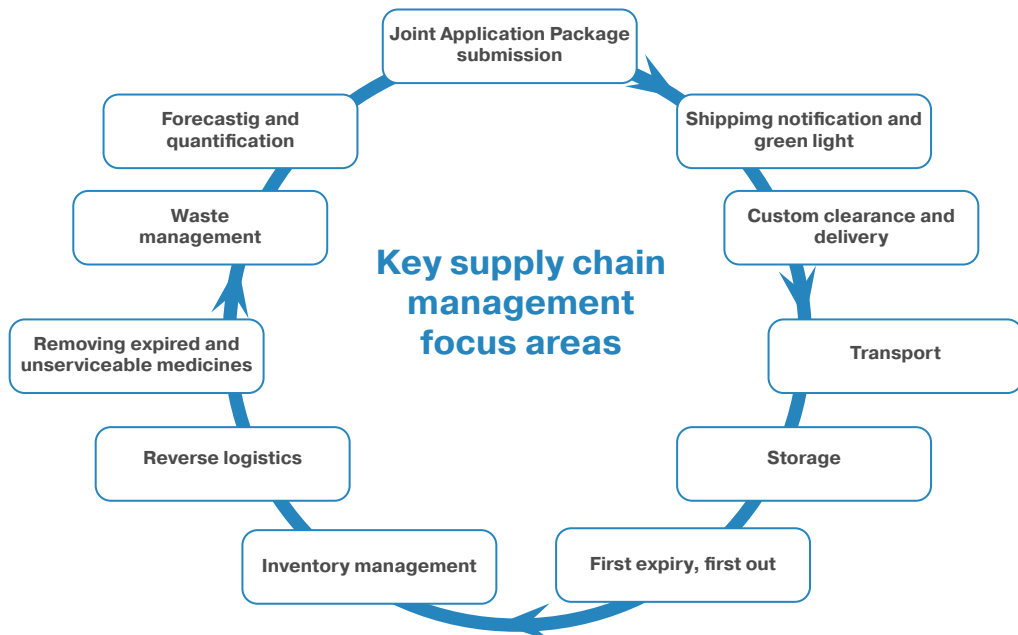 Joint Application Package
submission
Shippimg notification and
green light
Custom clearance and
delivery
Transport
Storage
First expiry, first out
Inventory management
Reverse logistics
Removing expired and
unserviceable medicines
Waste
management
Forecastig and
quantification
Key supply chain
management
focus areas